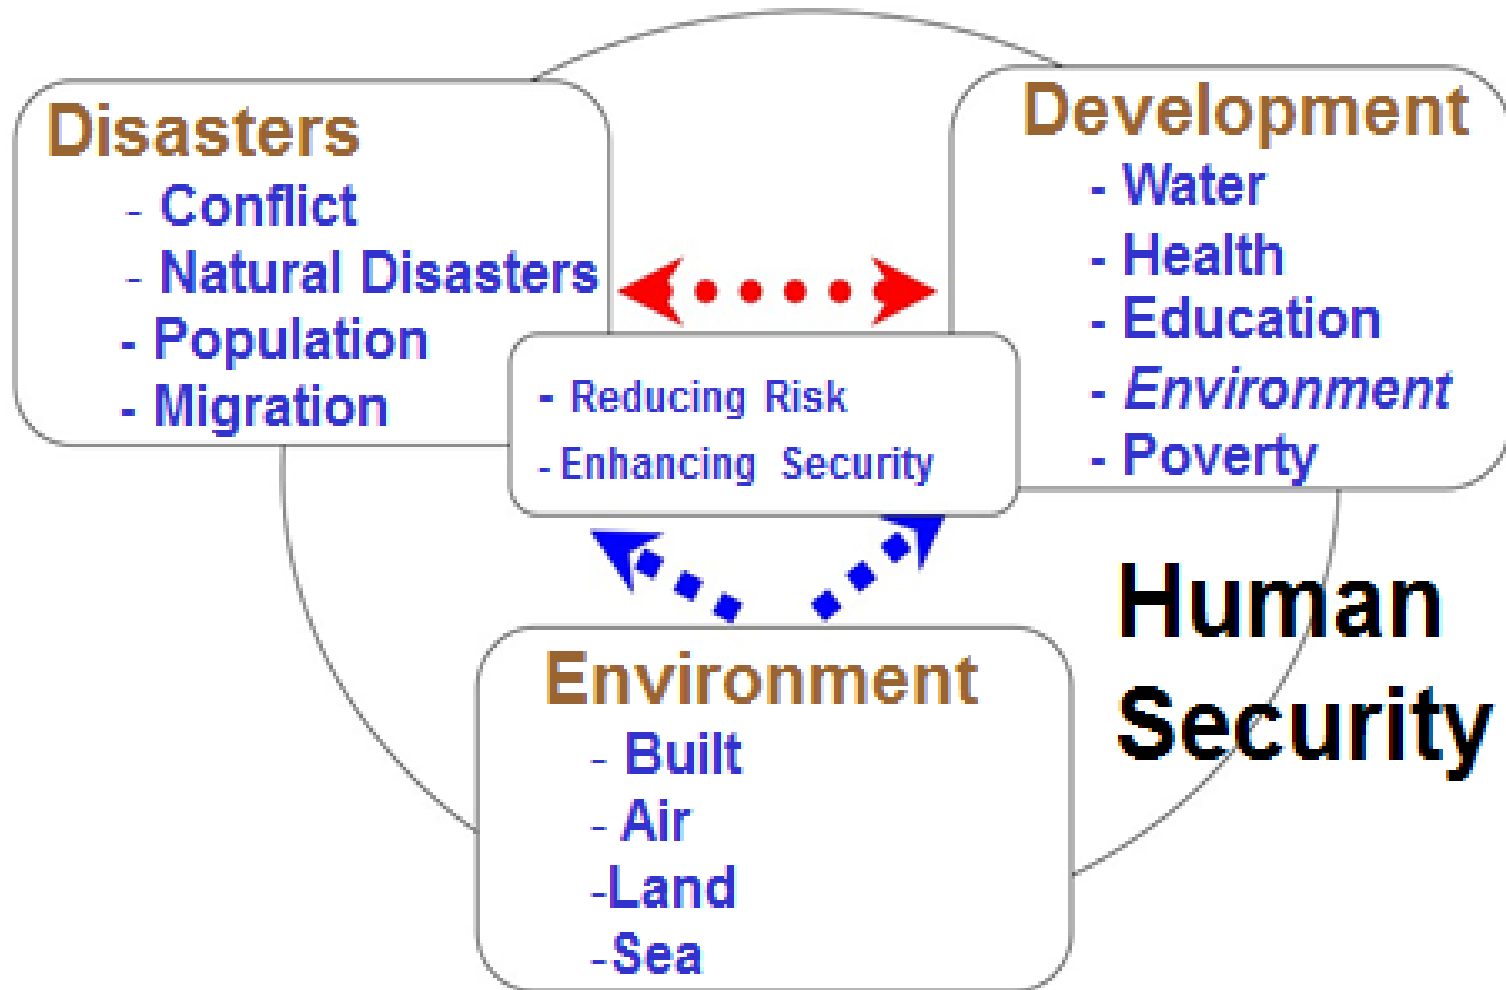 Disasters
- Conflict
- Natural Disasters
- Population
- Migration
Development
- Water
- Health
- Education
- Environment
- Poverty
- Reducing Risk
- Enhancing Security
Environment
- Built
- Air
-Land
-Sea
Human
Security